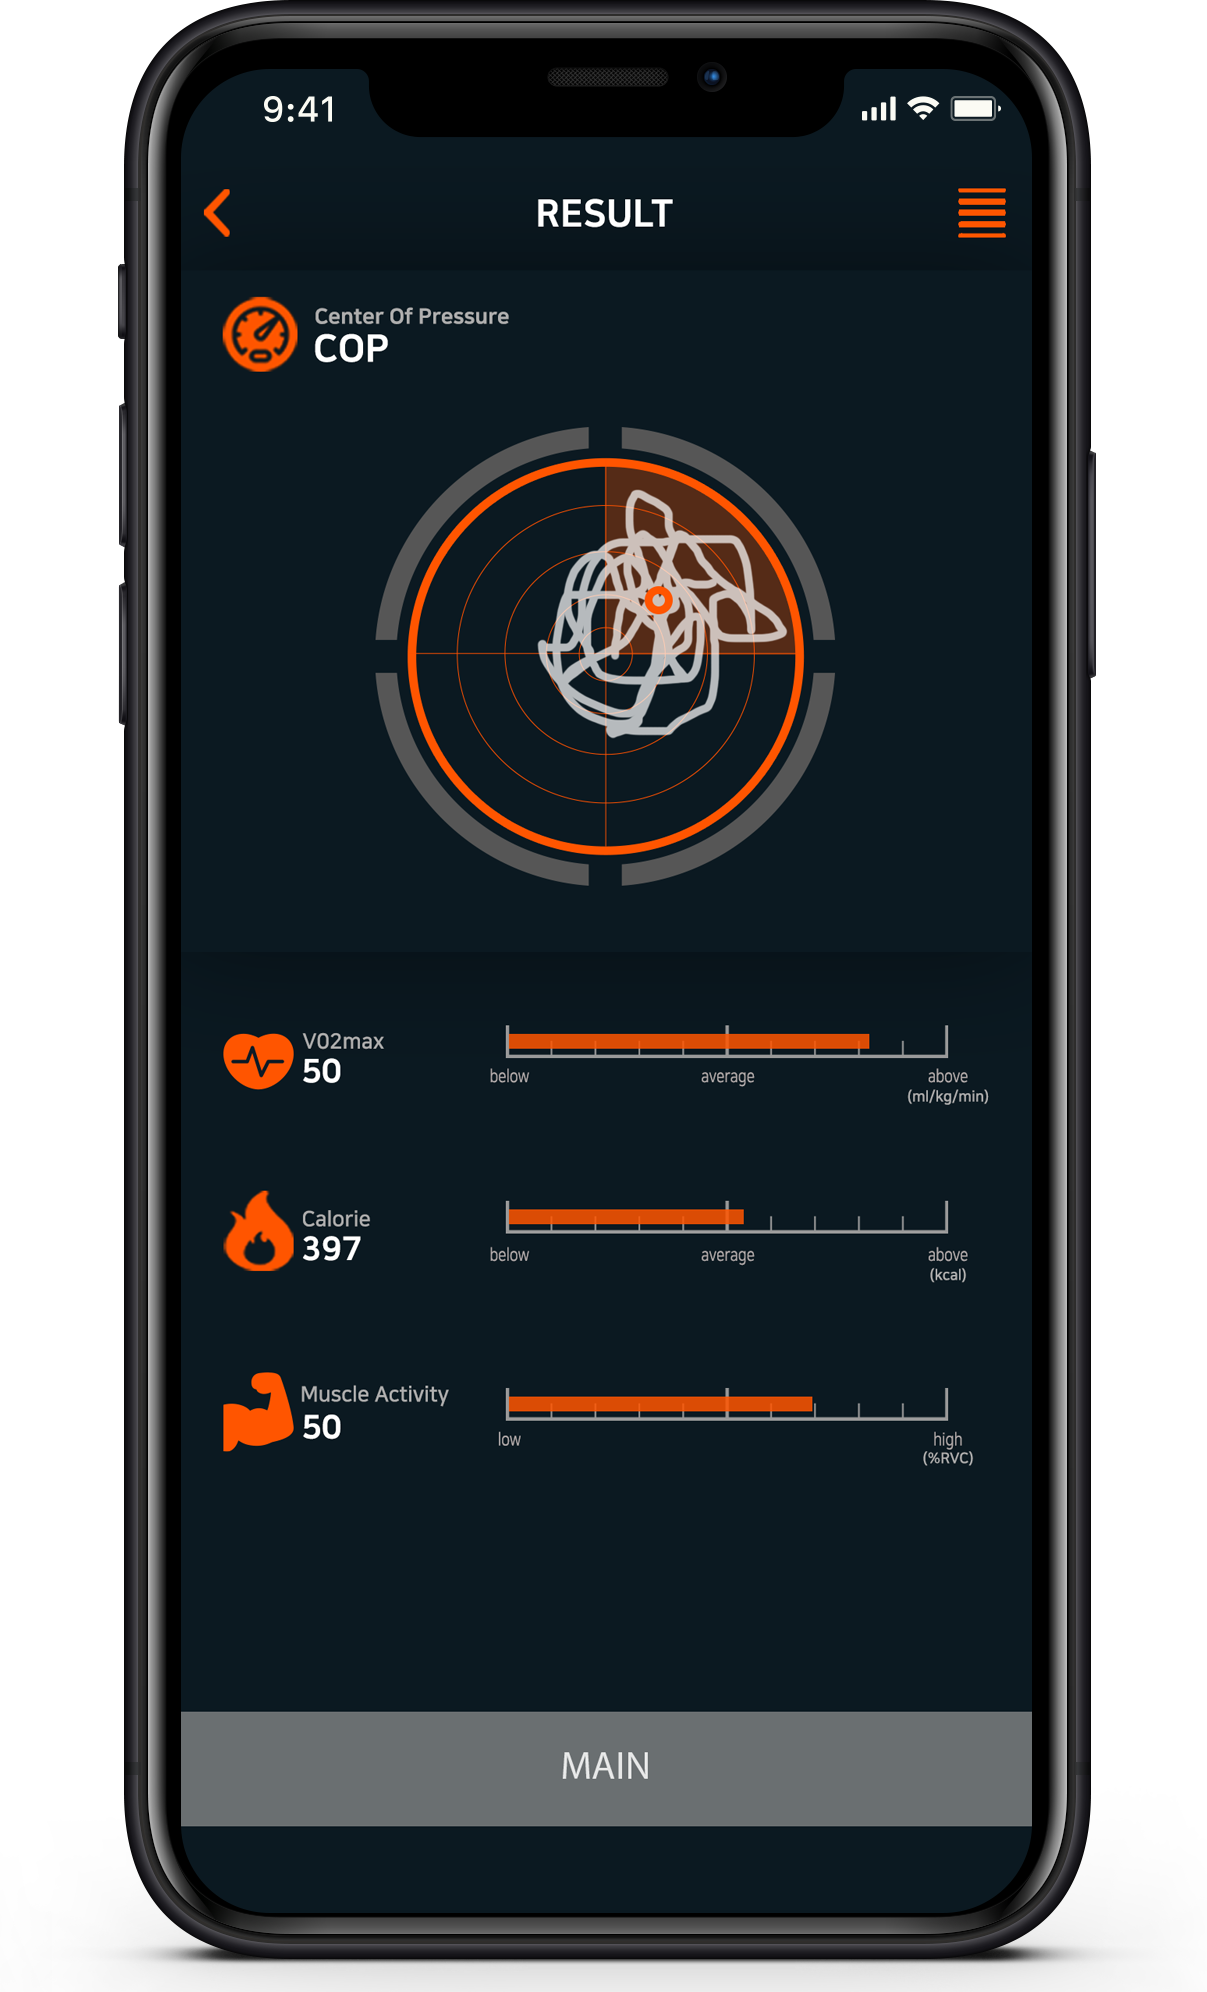 9:41
RESULT
Center Of Pressure
COP
V02max
50
below average above
(ml/kg/min)
Calorie
397
below average above
(kcal)
Muscle Activity
50
low high
(%RVC)
MAIN